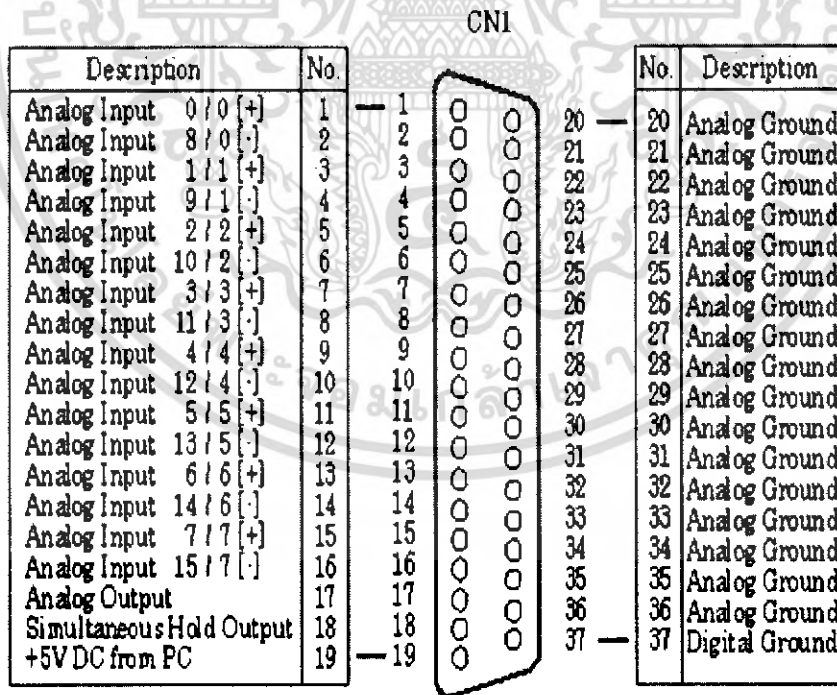 CN1
Description No.
Analog Input 0 / 0 [+] 1
Analog Input 8 / 0 [-] 2
Analog Input 1 / 1 [+] 3
Analog Input 9 / 1 [-] 4
Analog Input 2 / 2 [+] 5
Analog Input 10 / 2 [-] 6
Analog Input 3 / 3 [+] 7
Analog Input 11 / 3 [-] 8
Analog Input 4 / 4 [+] 9
Analog Input 12 / 4 [-] 10
Analog Input 5 / 5 [+] 11
Analog Input 13 / 5 [-] 12
Analog Input 6 / 6 [+] 13
Analog Input 14 / 6 [-] 14
Analog Input 7 / 7 [+] 15
Analog Input 15 / 7 [-] 16
Analog Output 17
Simultaneous Hold Output 18
+5V DC from PC 19
1
2
3
4
5
6
7
8
9
10
11
12
13
14
15
16
17
18
19
20
21
22
23
24
25
26
27
28
29
30
31
32
33
34
35
36
37
No. Description
20 Analog Ground
21 Analog Ground
22 Analog Ground
23 Analog Ground
24 Analog Ground
25 Analog Ground
26 Analog Ground
27 Analog Ground
28 Analog Ground
29 Analog Ground
30 Analog Ground
31 Analog Ground
32 Analog Ground
33 Analog Ground
34 Analog Ground
35 Analog Ground
36 Analog Ground
37 Digital Ground